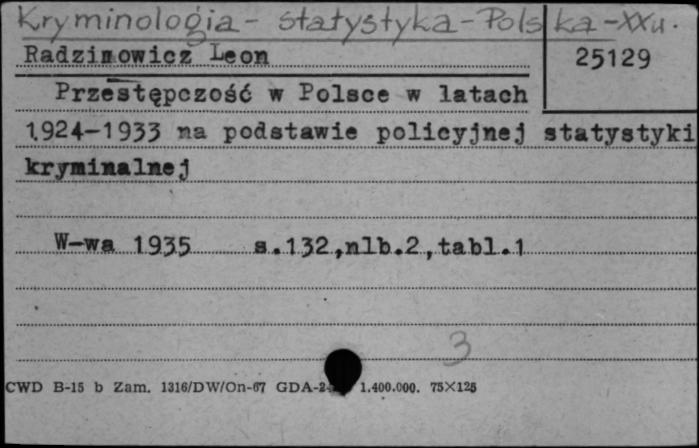 Kryminologia - statystyka - Polska - XX w.
Radzinowicz Leon
25129
Przestępczość w Polsce w latach
1924-1933 na podstawie policyjnej statystyki
kryminalnej
W-wa 1935 s.132,nlb.2,tabl.1
3
CWD B-15 b Zam. 1316/DW/On-67 GDA-2 1.400.000. 75×125